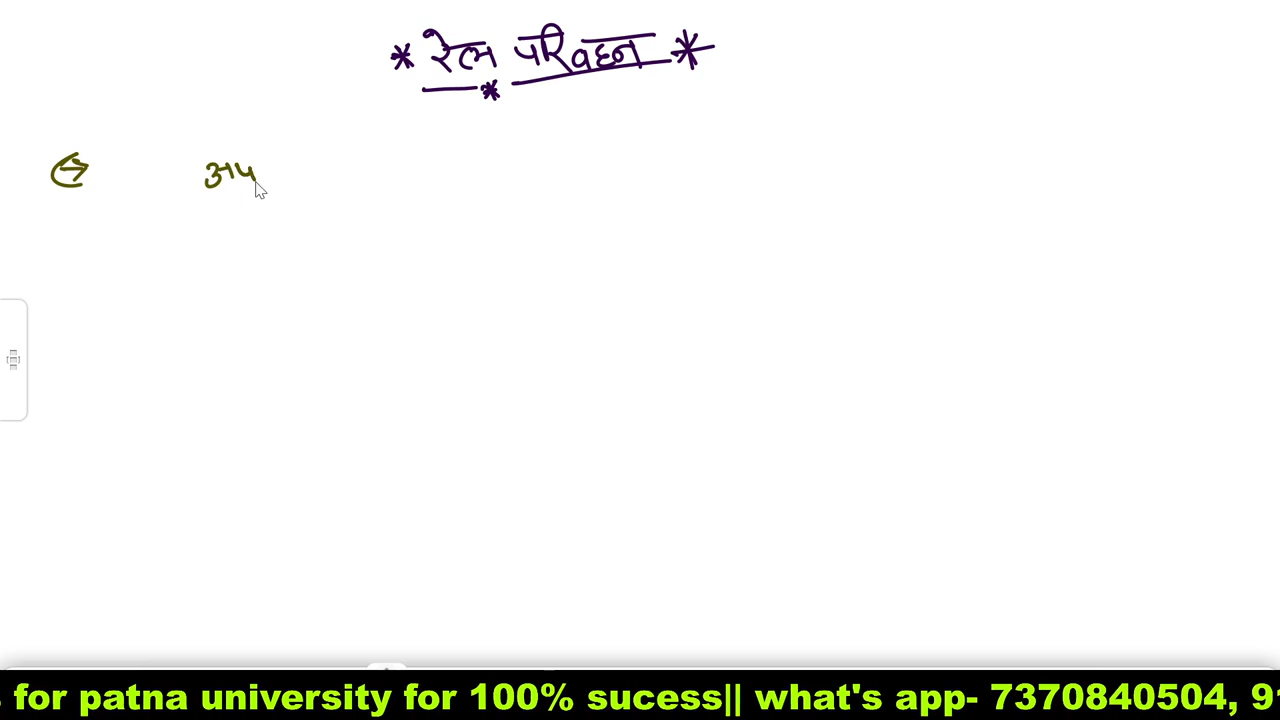 * रेल परिवहन *
*
अप
for patna university for 100% sucess|| what's app- 7370840504, 9